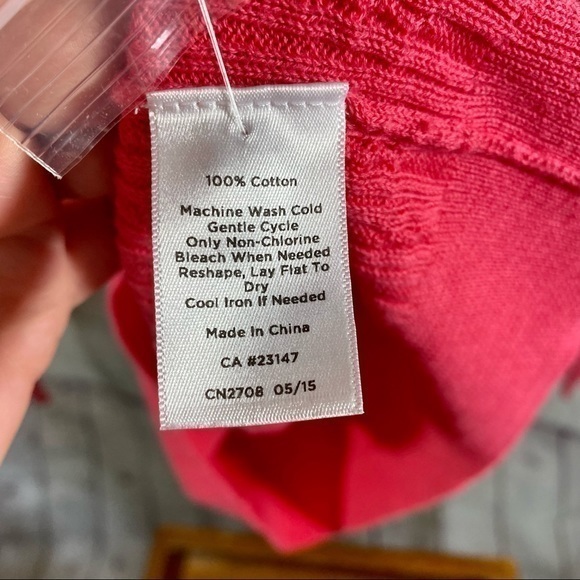 100% Cotton
Machine Wash Cold
Gentle Cycle
Only Non-Chlorine
Bleach When Needed
Reshape, Lay Flat To
Dry
Cool Iron If Needed
Made In China
CA #23147
CN2708 05/15